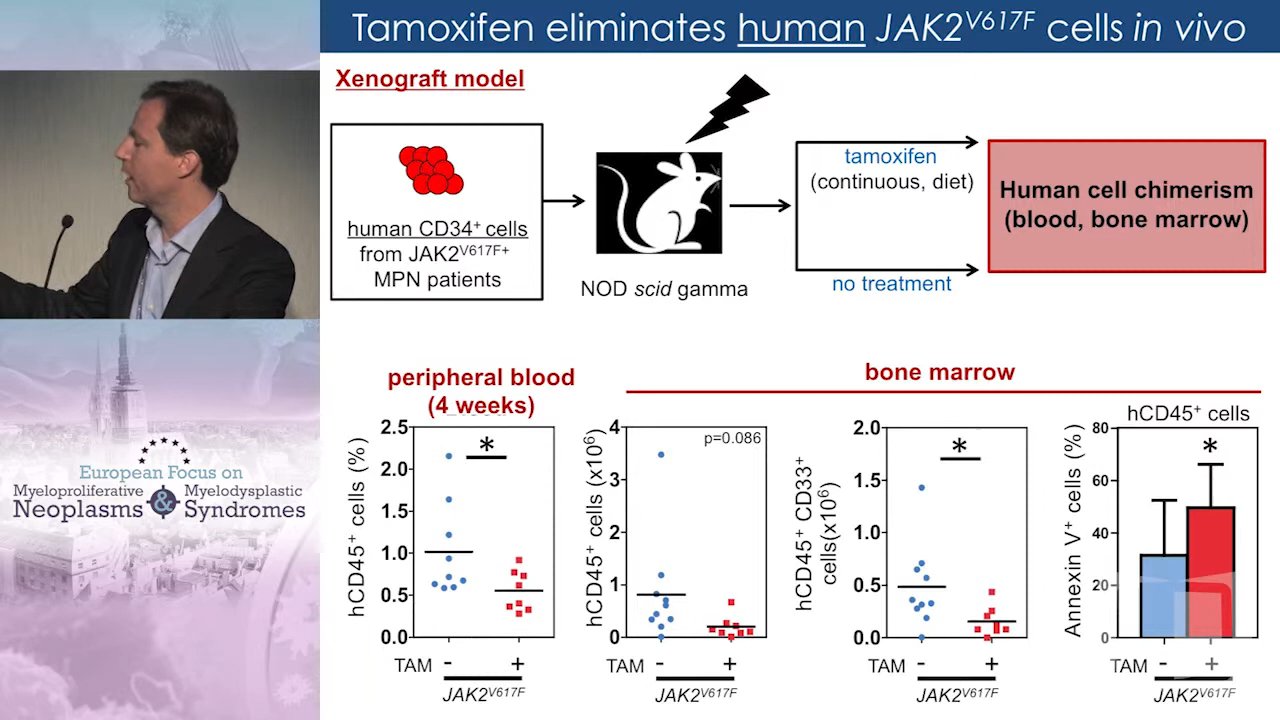 Tamoxifen eliminates human JAK2V617F cells in vivo
Xenograft model
human CD34+ cells
from JAK2V617F+
MPN patients
NOD scid gamma
tamoxifen
(continuous, diet)
no treatment
Human cell chimerism
(blood, bone marrow)
European Focus on
Myeloproliferative Myelodysplastic
Neoplasms & Syndromes
peripheral blood
(4 weeks)
bone marrow
hCD45+ cells (%)
2.5
2.0
1.5
1.0
0.5
0.0
*
TAM - +
JAK2V617F
hCD45+ cells (x10⁶)
4
3
2
1
0
p=0.086
TAM - +
JAK2V617F
hCD45+ CD33+
cells(x10⁶)
2.0
1.5
1.0
0.5
0.0
*
TAM - +
JAK2V617F
hCD45+ cells
Annexin V+ cells (%)
80
60
40
20
0
*
TAM - +
JAK2V617F